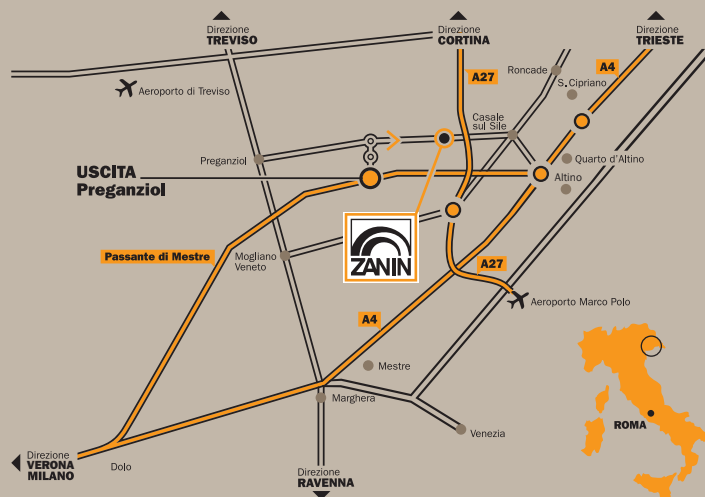 Direzione
TREVISO
Direzione
CORTINA
Direzione
TRIESTE
A27
A4
Roncade
S. Cipriano
Aeroporto di Treviso
Casale
sul Sile
Preganziol
USCITA
Preganziol
Quarto d'Altino
Altino
ZANIN
Passante di Mestre
Mogliano
Veneto
A27
Aeroporto Marco Polo
A4
Mestre
Marghera
Venezia
ROMA
Direzione
VERONA
MILANO
Dolo
Direzione
RAVENNA